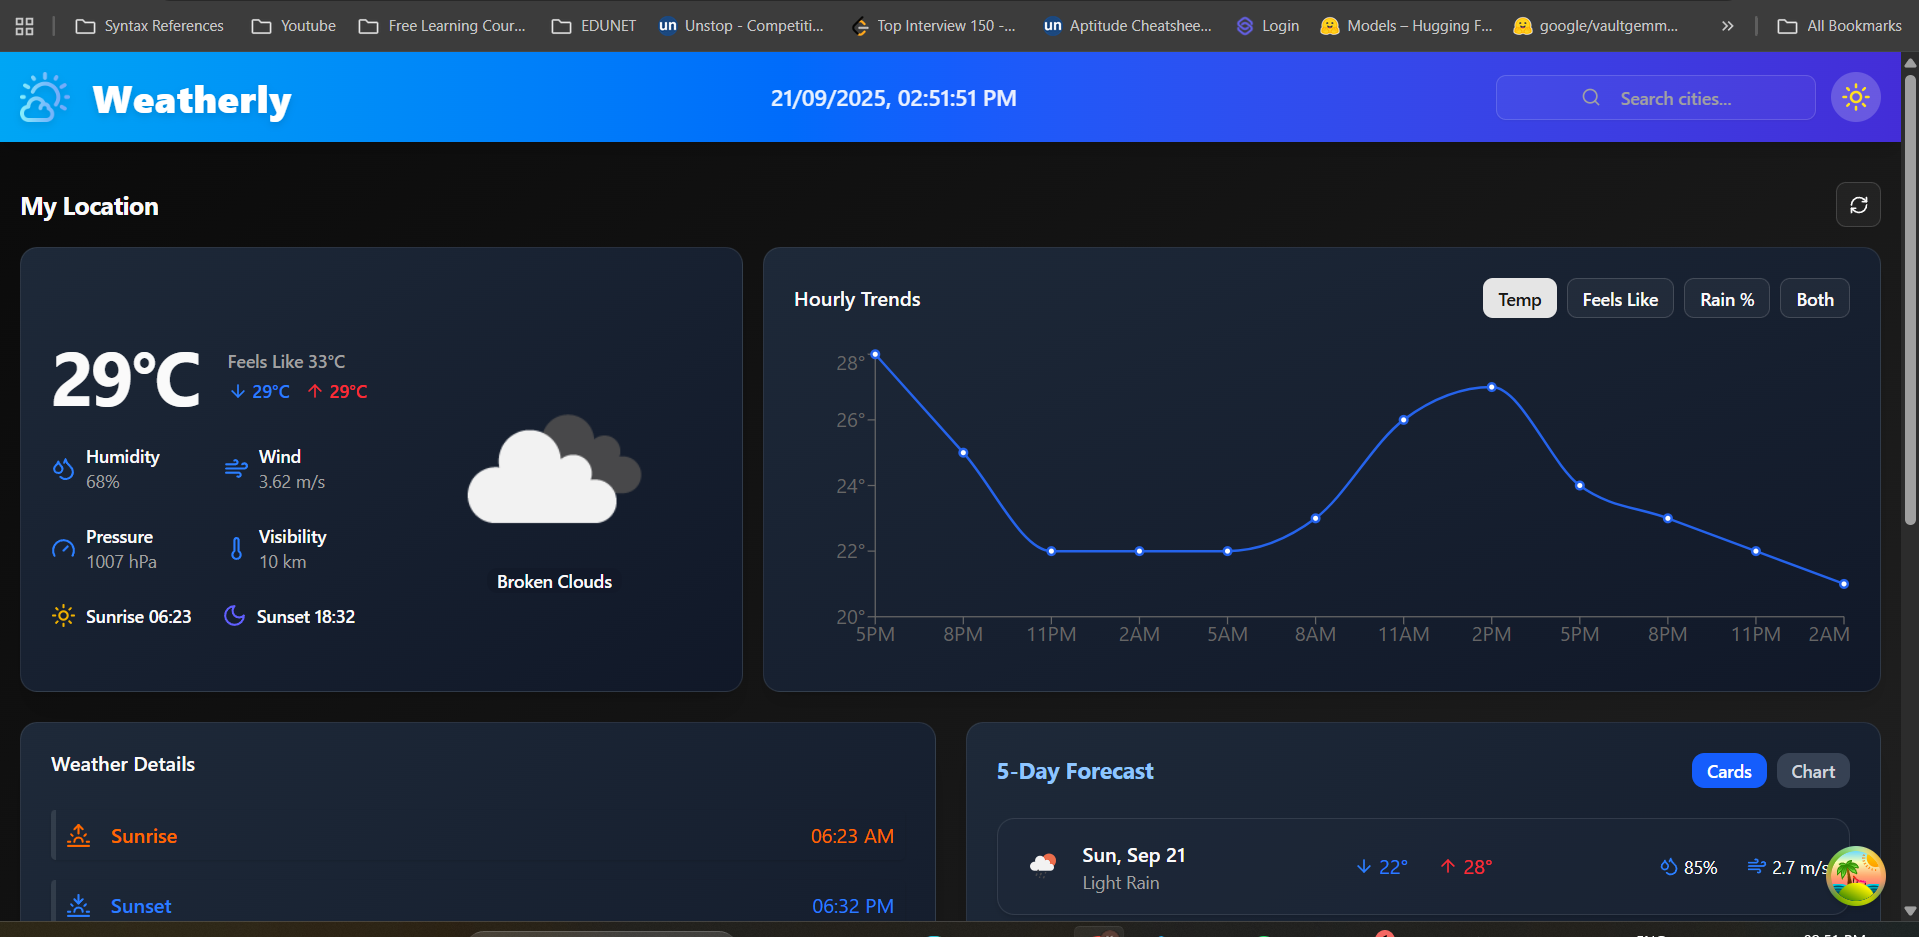 Syntax References
Youtube
Free Learning Cour...
EDUNET
un Unstop - Competiti...
Top Interview 150 -...
un Aptitude Cheatshee...
Login
Models – Hugging F...
google/vaultgemm...
»
All Bookmarks
Weatherly
21/09/2025, 02:51:51 PM
Search cities...
My Location
29°C
Feels Like 33°C
↓ 29°C ↑ 29°C
Humidity
68%
Wind
3.62 m/s
Pressure
1007 hPa
Visibility
10 km
Sunrise 06:23
Sunset 18:32
Broken Clouds
Hourly Trends
Temp
Feels Like
Rain %
Both
28°
26°
24°
22°
20°
5PM 8PM 11PM 2AM 5AM 8AM 11AM 2PM 5PM 8PM 11PM 2AM
Weather Details
Sunrise 06:23 AM
Sunset 06:32 PM
5-Day Forecast
Cards
Chart
Sun, Sep 21
Light Rain
↓ 22° ↑ 28°
85%
2.7 m/s